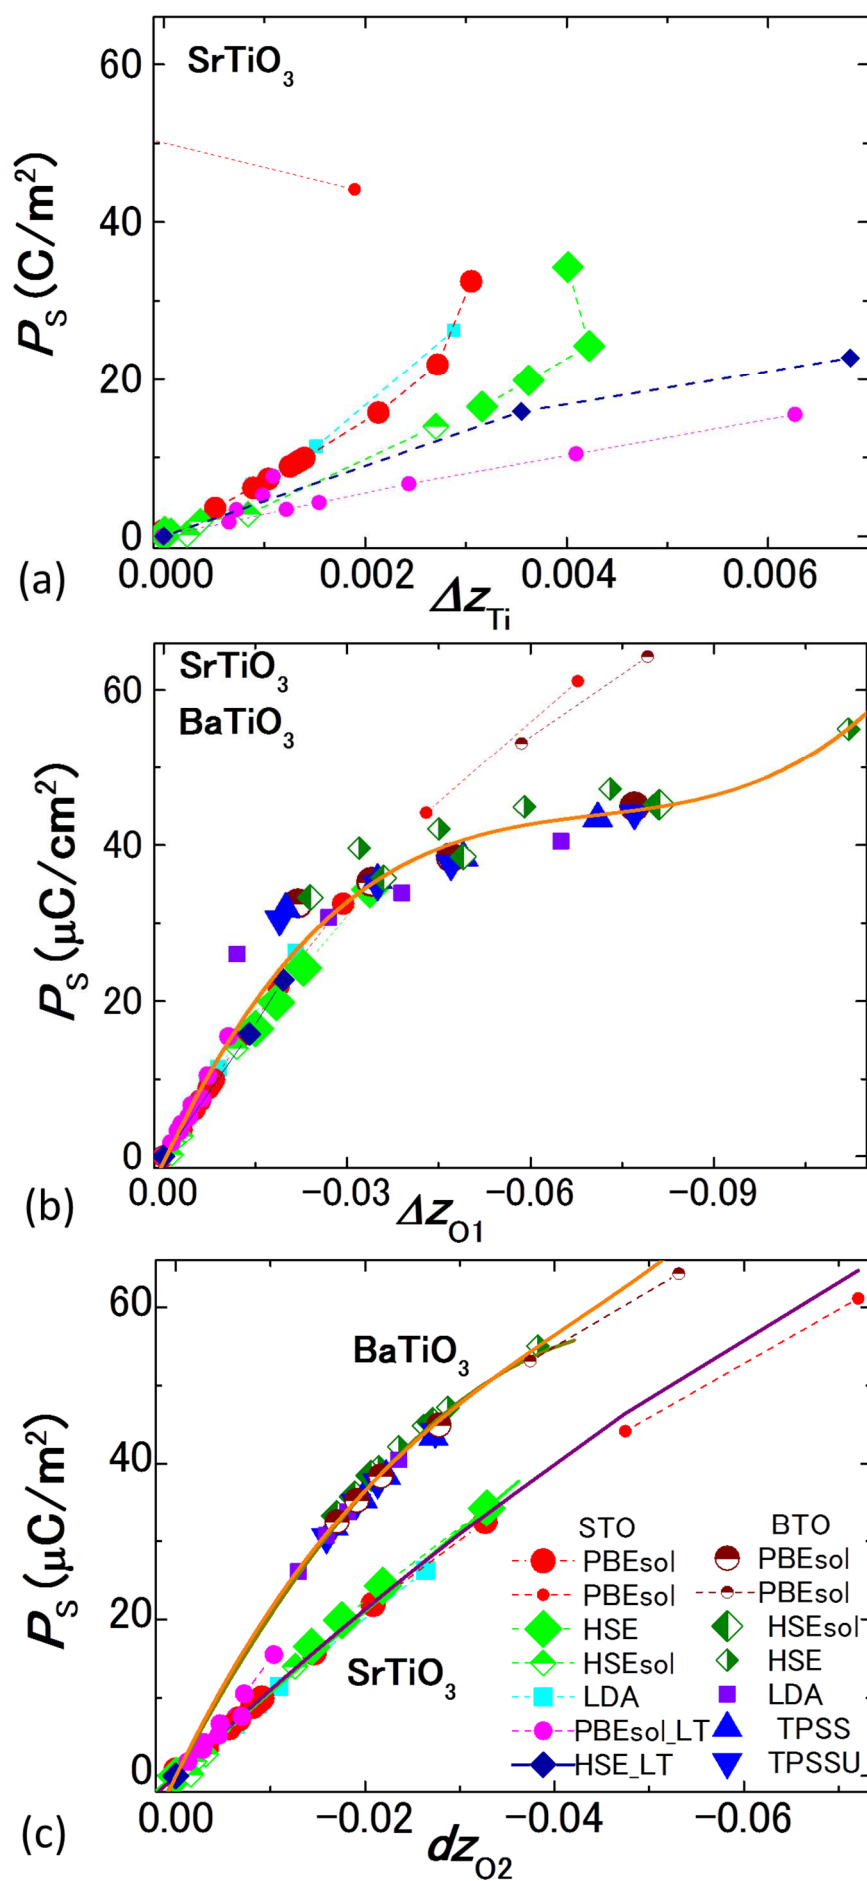 SrTiO3
60
40
20
0
PS (C/m2)
0.000 0.002 0.004 0.006
ΔzTi
(a)
SrTiO3
BaTiO3
60
40
20
0
PS (μC/cm2)
0.00 −0.03 −0.06 −0.09
ΔzO1
(b)
60
40
20
0
PS (μC/m2)
BaTiO3
SrTiO3
STO BTO
PBEsol PBEsol
PBEsol PBEsol
HSE HSEsol
HSEsol HSE
LDA LDA
PBEsol_LT TPSS
HSE_LT TPSSU
0.00 −0.02 −0.04 −0.06
dzO2
(c)